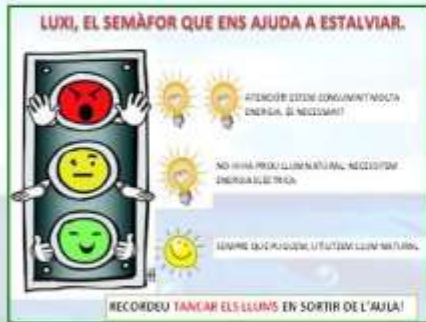 LUXI, EL SEMÀFOR QUE ENS AJUDA A ESTALVIAR.
ATENCIÓ!! ESTEM CONSUMINT MOLTA
ENERGIA. ÉS NECESSARI?
NO HI HA PROU LLUM NATURAL. NECESSITEM
ENERGIA ELÈCTRICA.
SEMPRE QUE PUGUEM, UTILITZEM LLUM NATURAL.
RECORDEU TANCAR ELS LLUMS EN SORTIR DE L'AULA!